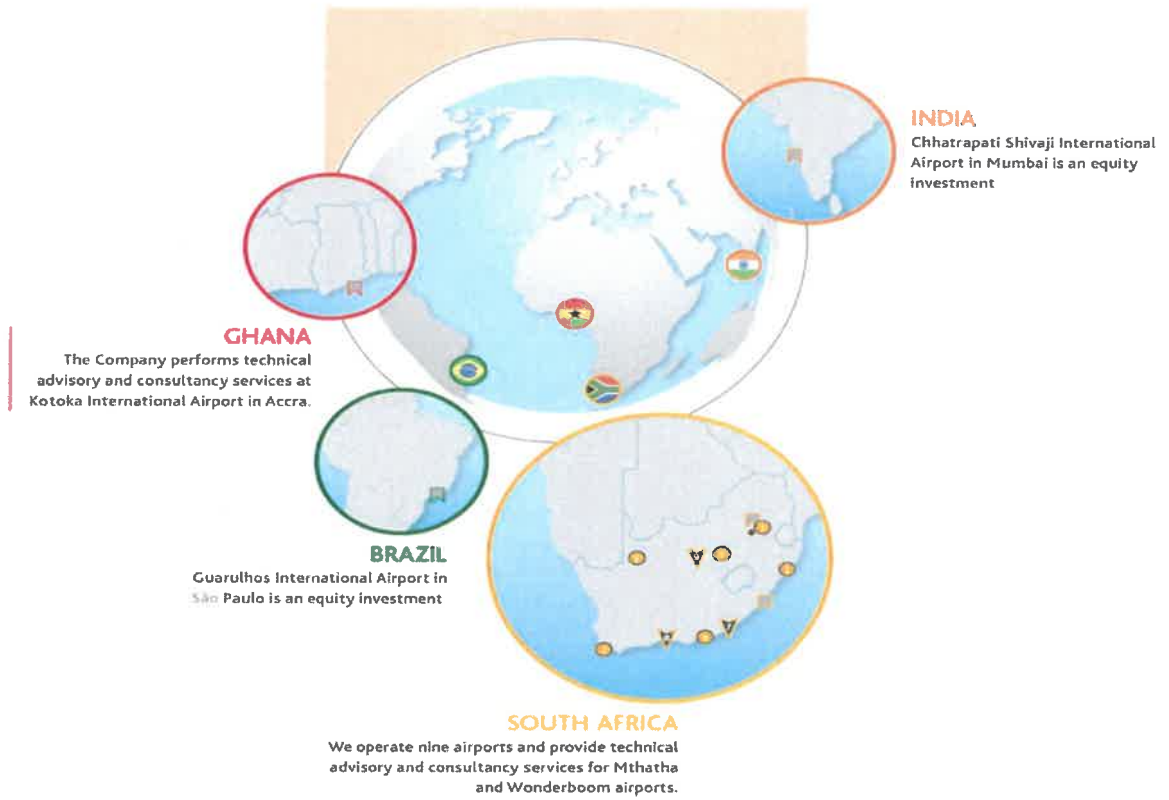 INDIA
Chhatrapati Shivaji International
Airport in Mumbai is an equity
investment
GHANA
The Company performs technical
advisory and consultancy services at
Kotoka International Airport in Accra.
BRAZIL
Guarulhos International Airport in
São Paulo is an equity investment
SOUTH AFRICA
We operate nine airports and provide technical
advisory and consultancy services for Mthatha
and Wonderboom airports.